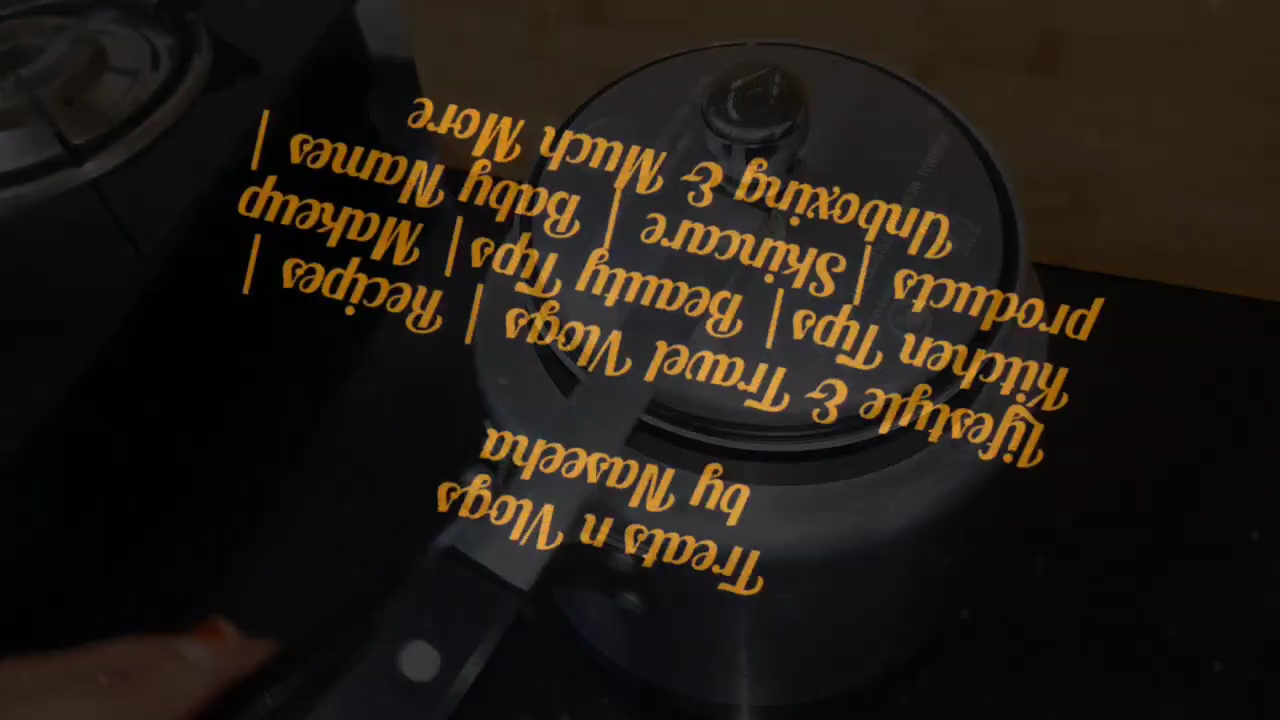 Treats n Vlogs
by Naseeha
Lifestyle & Travel Vlogs | Recipes |
Kitchen Tips | Beauty Tips | Makeup
products | Skincare | Baby Names |
Unboxing & Much More